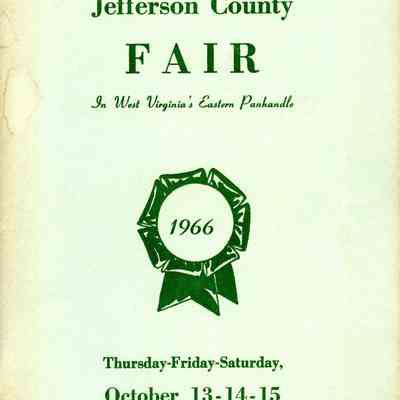 Jefferson County
FAIR
In West Virginia's Eastern Panhandle
1966
Thursday-Friday-Saturday,
October 13-14-15